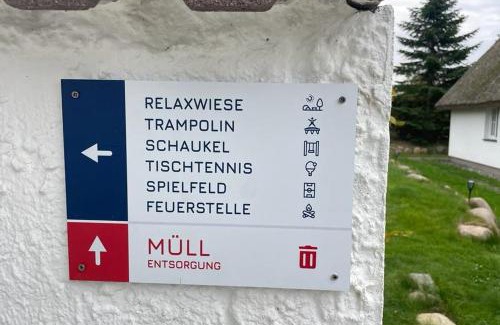 RELAXWIESE
TRAMPOLIN
SCHAUKEL
TISCHTENNIS
SPIELFELD
FEUERSTELLE
MÜLL
ENTSORGUNG